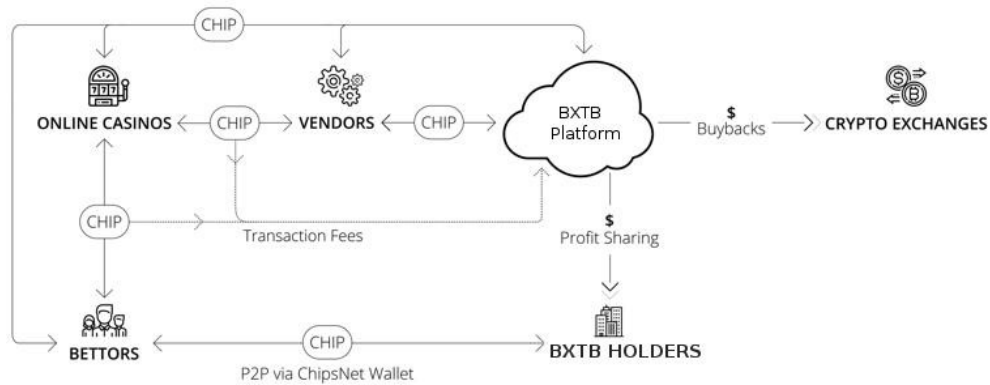 CHIP
777
BXTB
Platform
S
B
ONLINE CASINOS
CHIP
VENDORS
CHIP
$
Buybacks
CRYPTO EXCHANGES
CHIP
Transaction Fees
$
Profit Sharing
BETTORS
CHIP
BXTB HOLDERS
P2P via ChipsNet Wallet